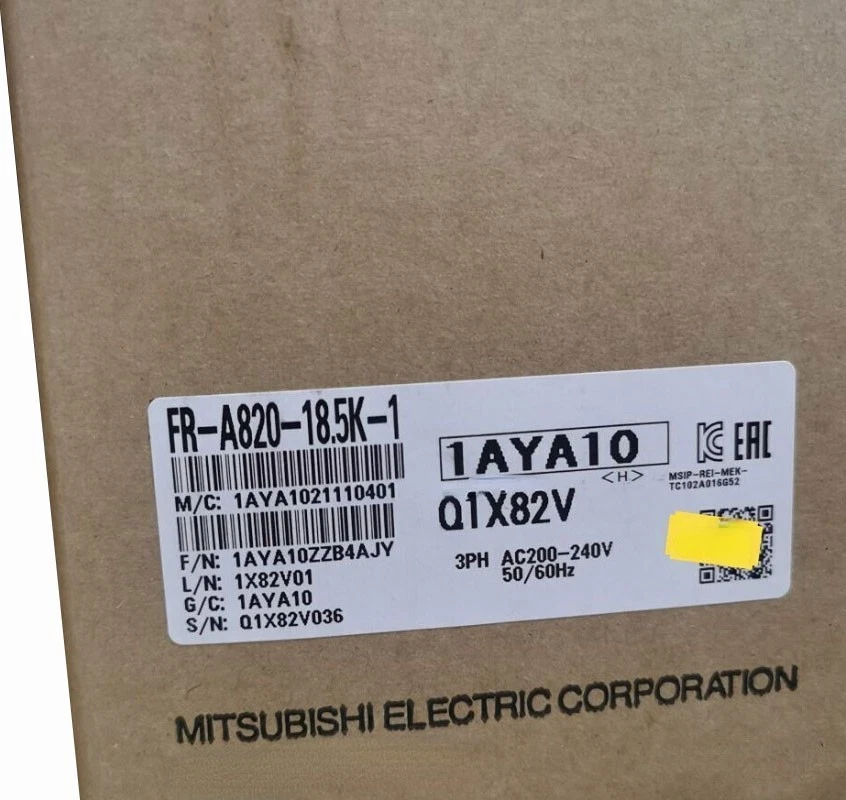 FR-A820-18.5K-1
M/C: 1AYA1021110401
F/N: 1AYA10ZZB4AJY
L/N: 1X82V01
G/C: 1AYA10
S/N: Q1X82V036
1AYA10
<H>
Q1X82V
3PH AC200-240V
50/60Hz
KC EAC
MSIP-REI-MEK-
TC102A016G52
MITSUBISHI ELECTRIC CORPORATION